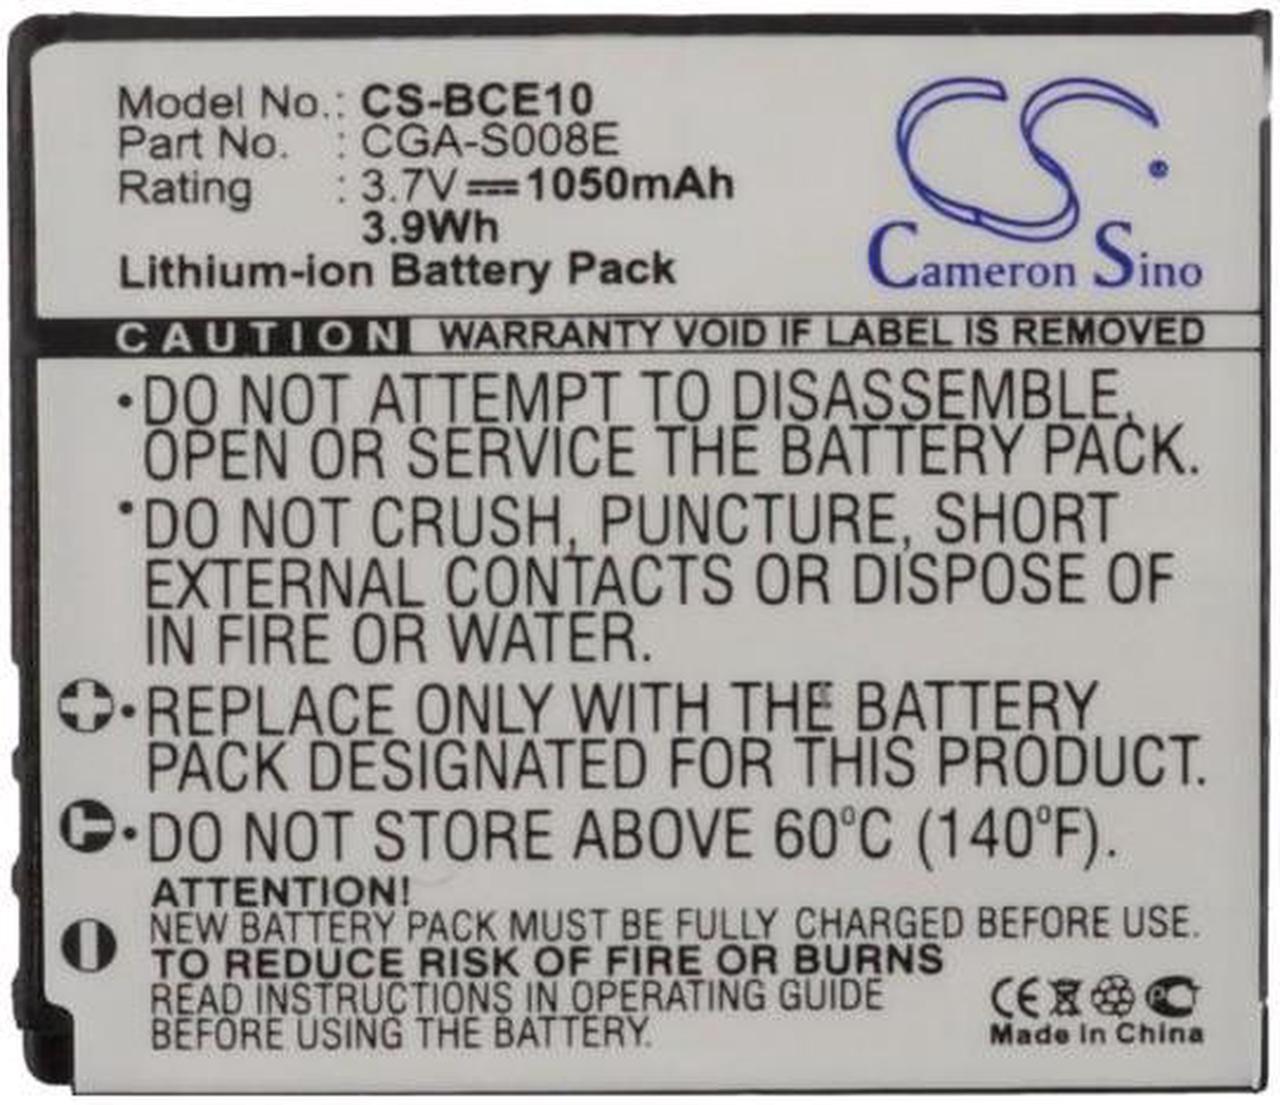 Model No.: CS-BCE10
Part No. : CGA-S008E
Rating : 3.7V 1050mAh
3.9Wh
Lithium-ion Battery Pack
CS
Cameron Sino
CAUTION WARRANTY VOID IF LABEL IS REMOVED
•DO NOT ATTEMPT TO DISASSEMBLE,
OPEN OR SERVICE THE BATTERY PACK.
•DO NOT CRUSH, PUNCTURE, SHORT
EXTERNAL CONTACTS OR DISPOSE OF
IN FIRE OR WATER.
•REPLACE ONLY WITH THE BATTERY
PACK DESIGNATED FOR THIS PRODUCT.
T •DO NOT STORE ABOVE 60°C (140°F).
ATTENTION!
NEW BATTERY PACK MUST BE FULLY CHARGED BEFORE USE.
TO REDUCE RISK OF FIRE OR BURNS
READ INSTRUCTIONS IN OPERATING GUIDE
BEFORE USING THE BATTERY.
CE
Made in China